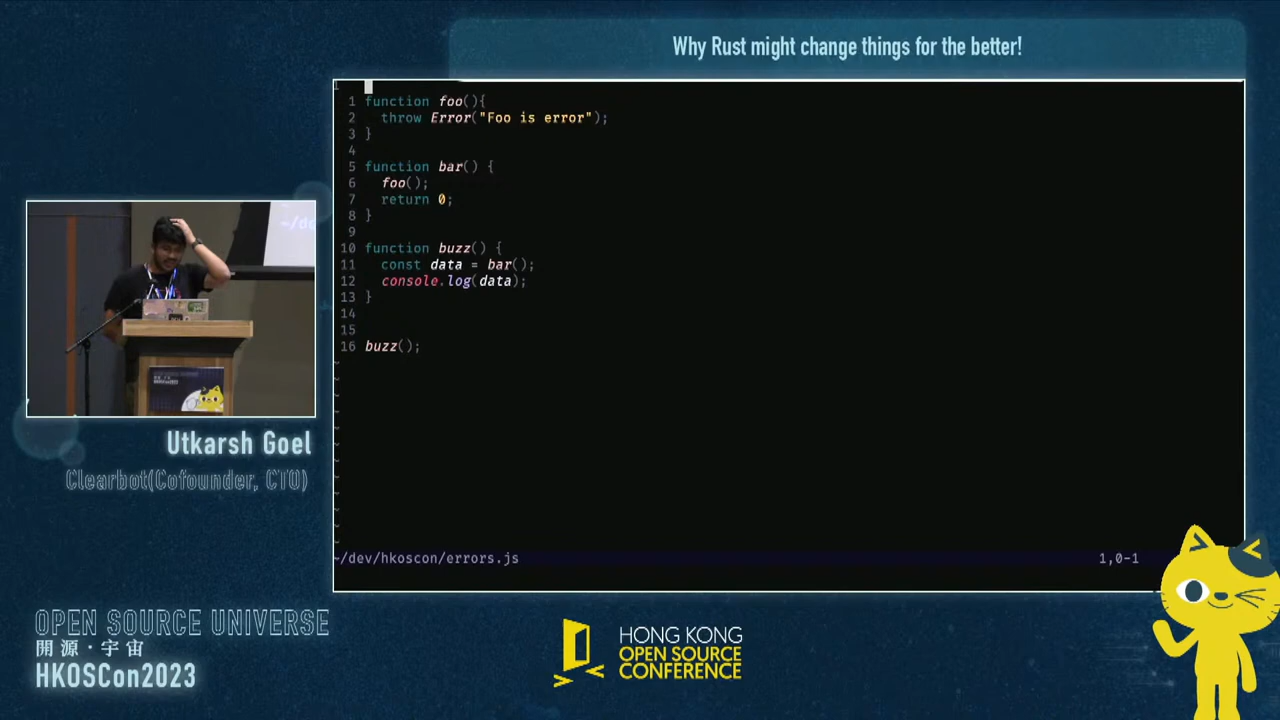 Why Rust might change things for the better!
1
1 function foo(){
2 throw Error("Foo is error");
3 }
4
5 function bar() {
6 foo();
7 return 0;
8 }
9
10 function buzz() {
11 const data = bar();
12 console.log(data);
13 }
14
15
16 buzz();
~/dev/hkoscon/errors.js 1,0-1
Utkarsh Goel
Clearbot(Cofounder, CTO)
OPEN SOURCE UNIVERSE
開源·宇宙
HKOSCon2023
HONG KONG
OPEN SOURCE
CONFERENCE